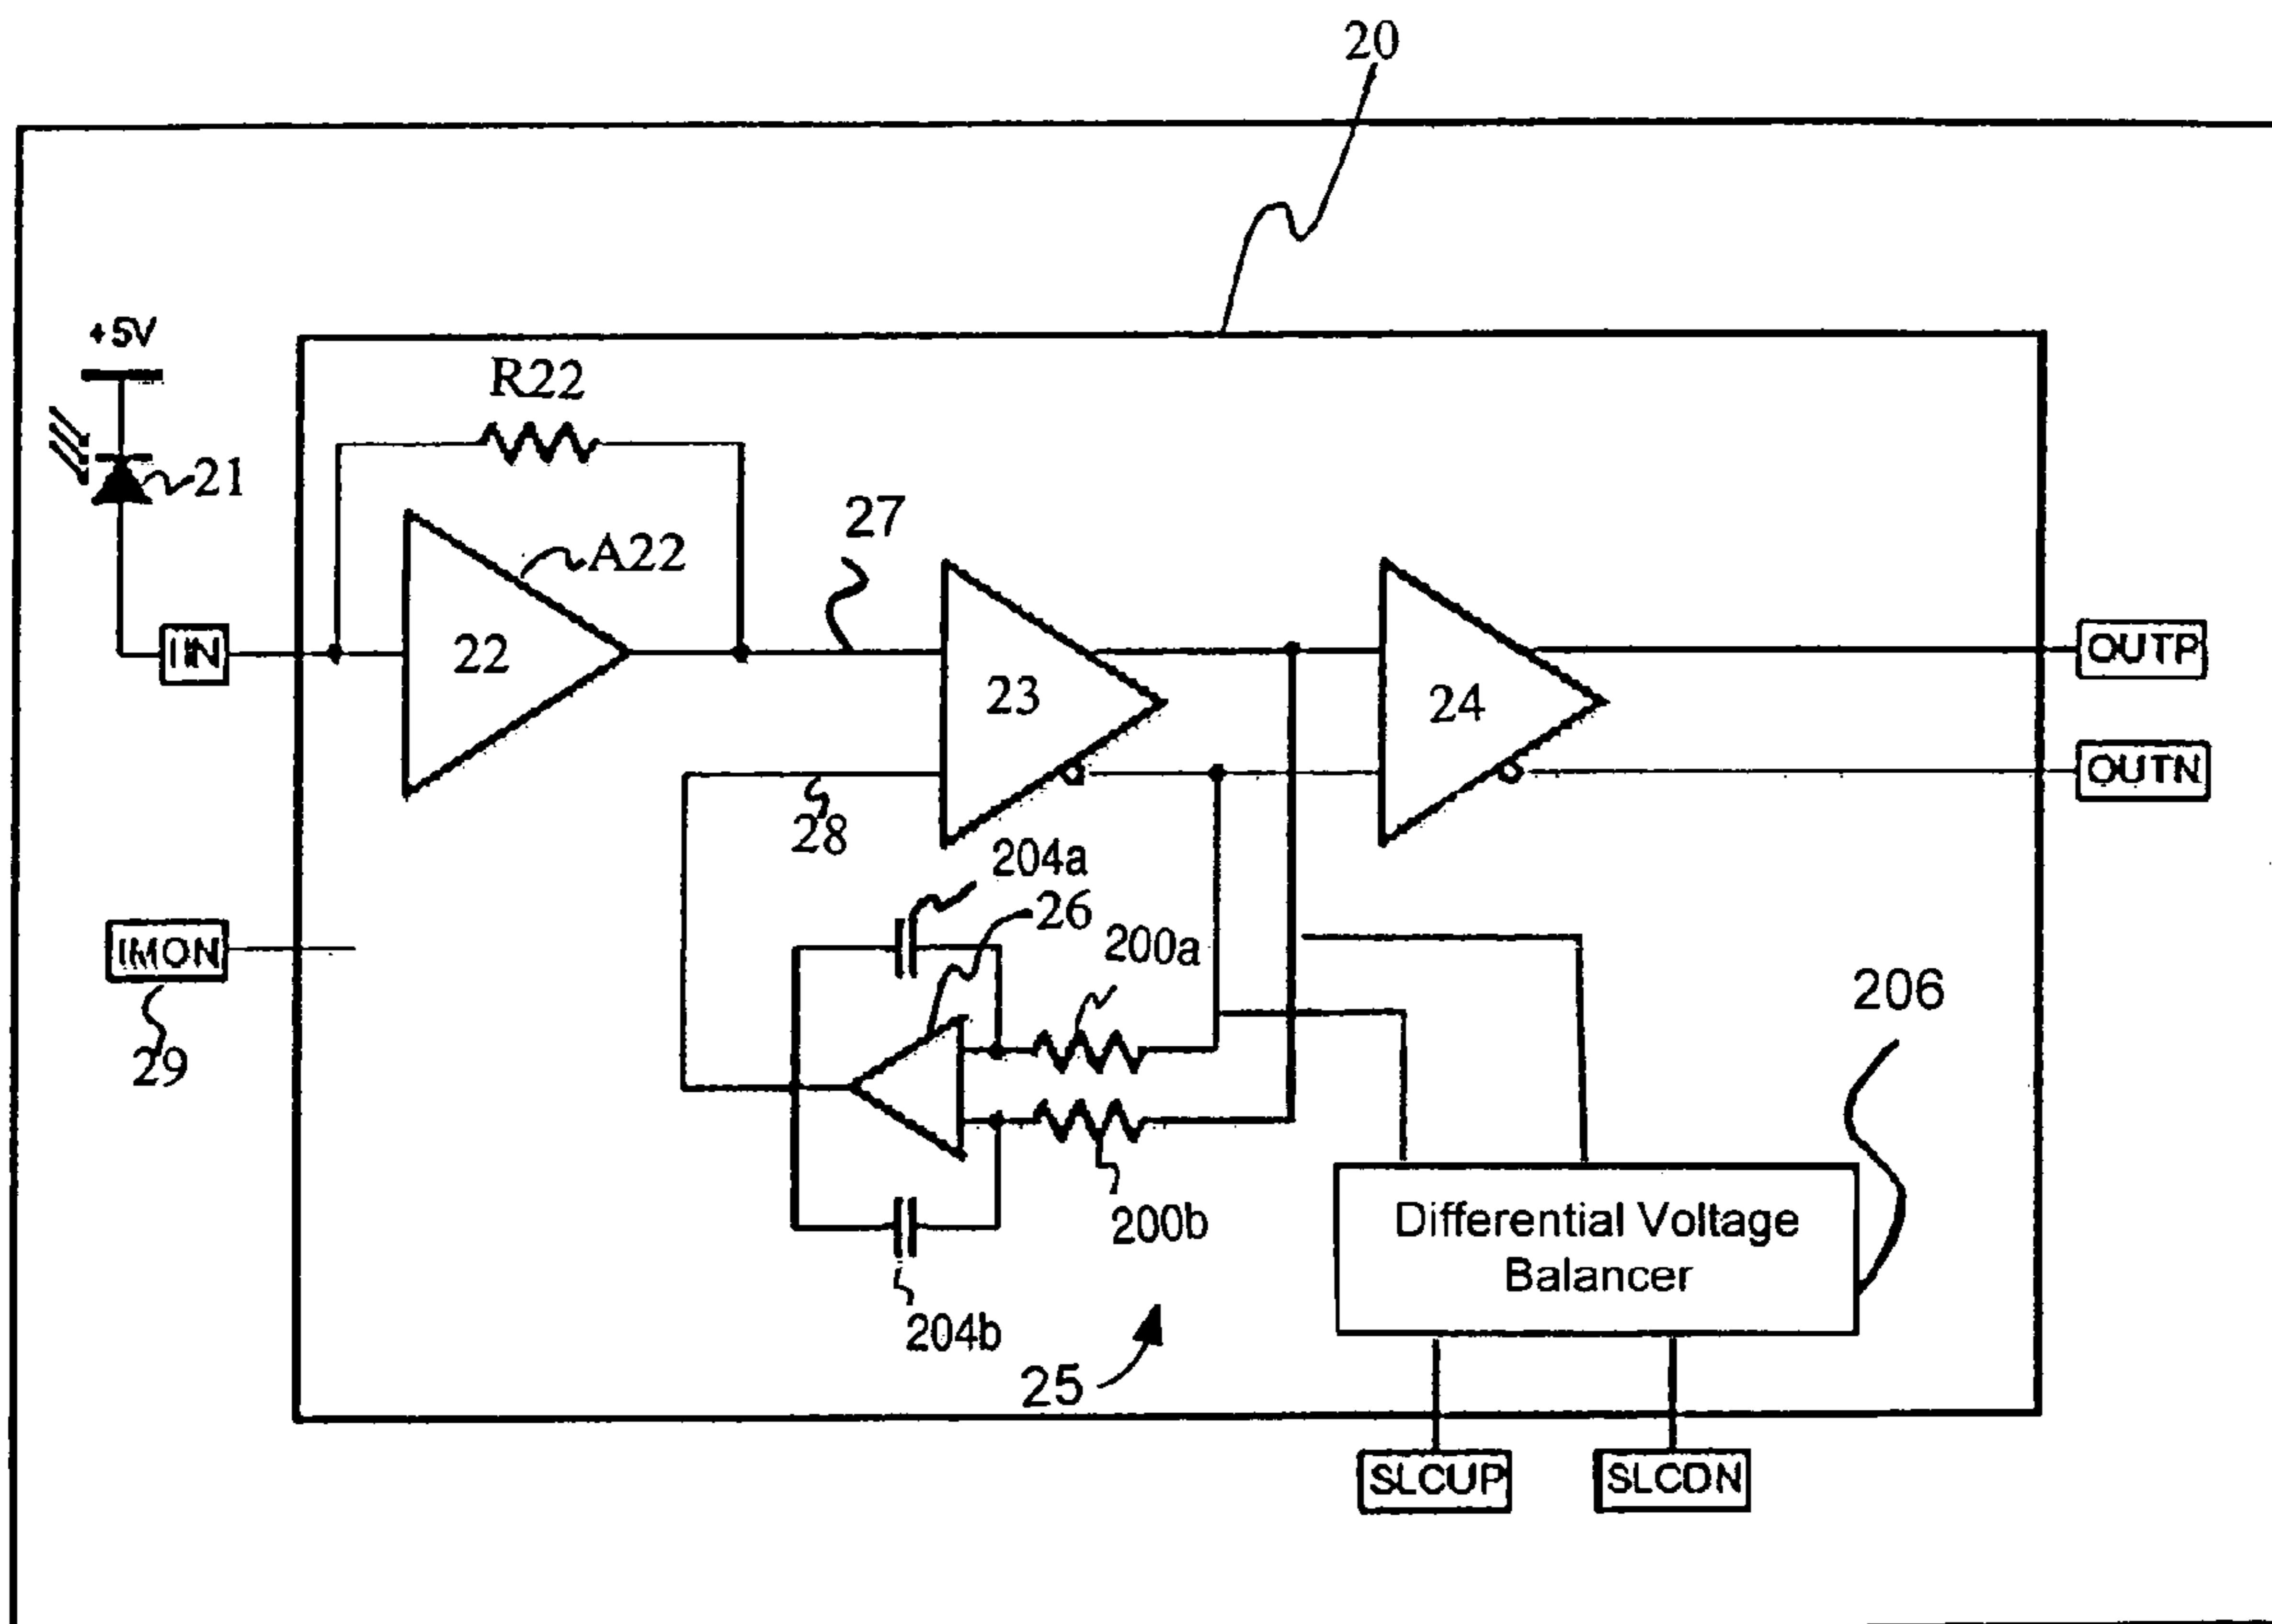 20
+5V
R22
21
27
A22
IIN
22
23
24
OUTP
OUTN
28
204a
26
200a
IMON
206
29
Differential Voltage
Balancer
200b
204b
25
SLCUP
SLCDN